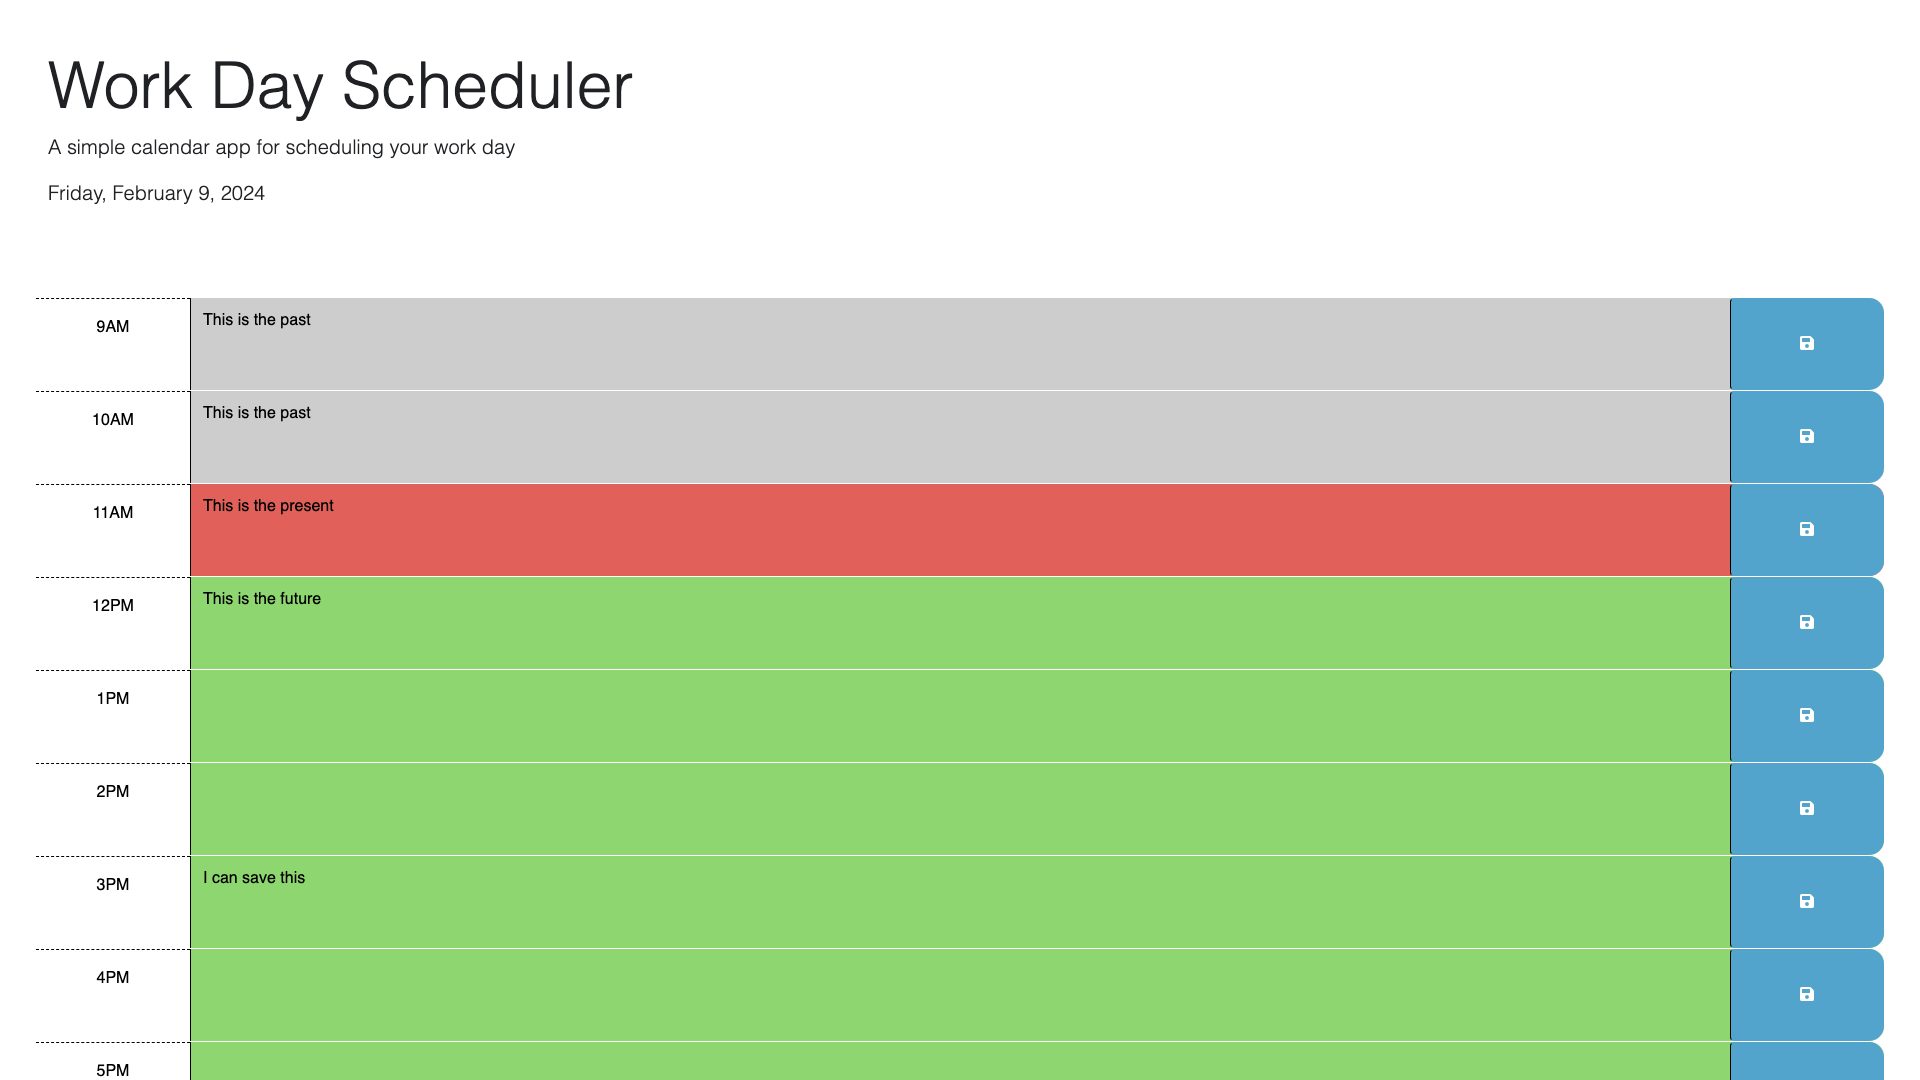 Work Day Scheduler
A simple calendar app for scheduling your work day
Friday, February 9, 2024
9AM
This is the past
10AM
This is the past
11AM
This is the present
12PM
This is the future
1PM
2PM
3PM
I can save this
4PM
5PM